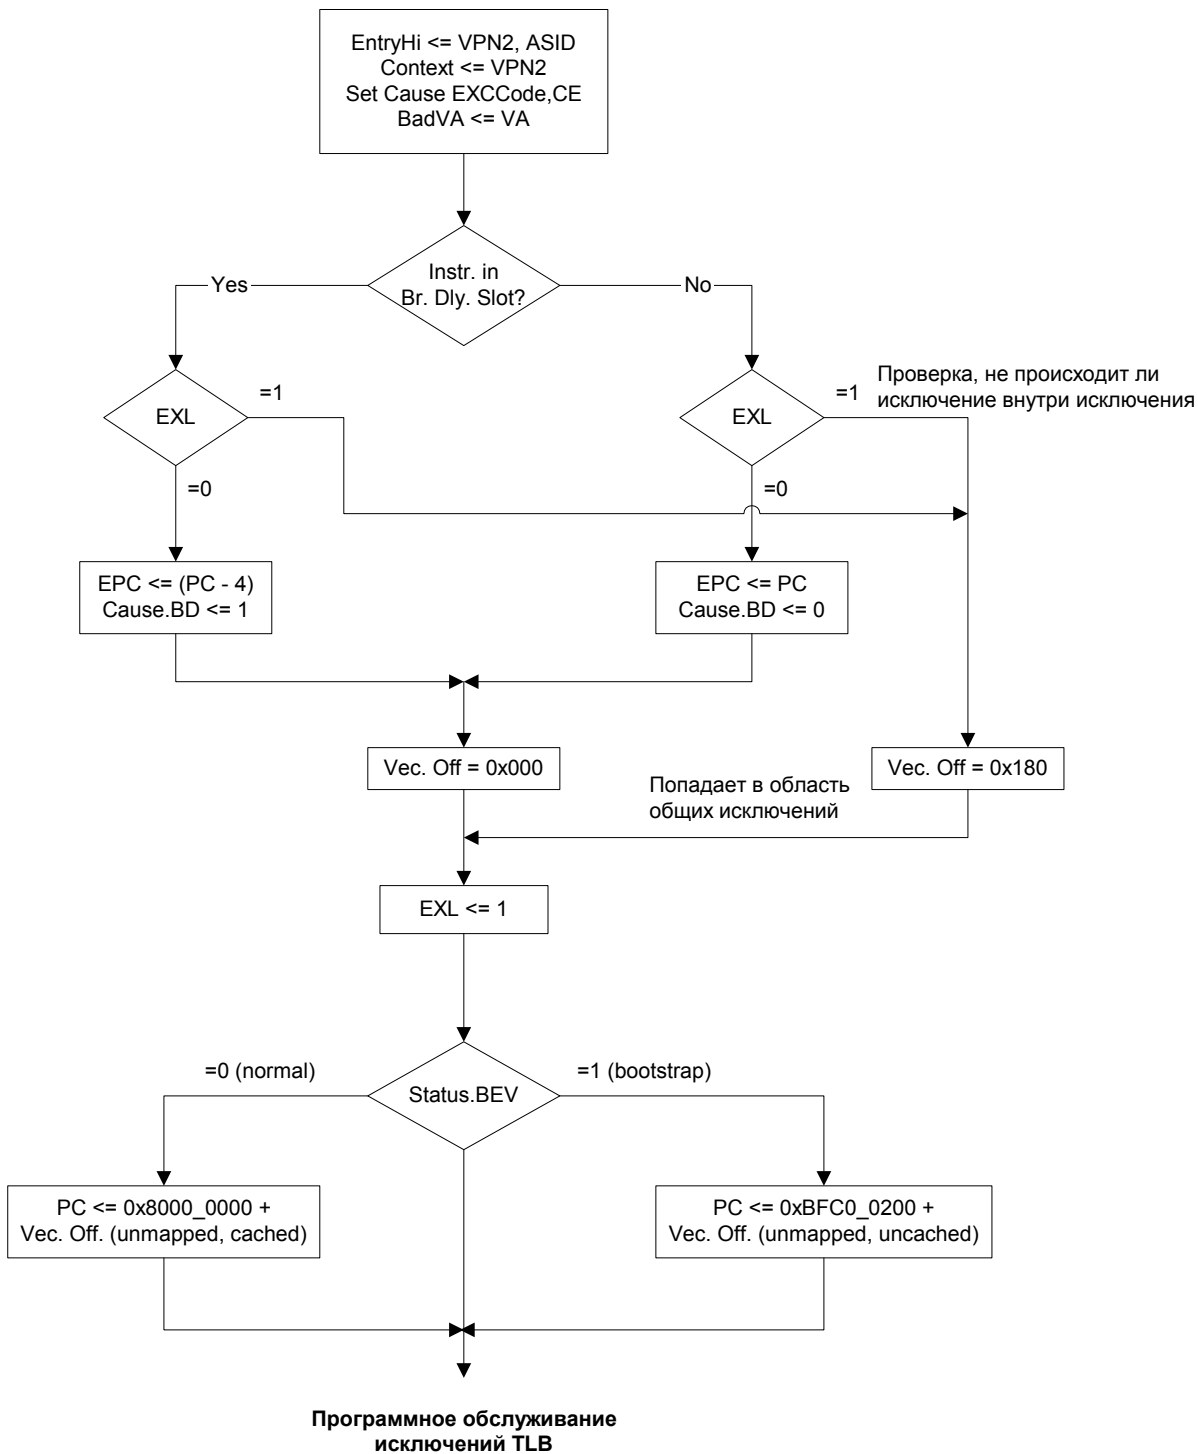 EntryHi <= VPN2, ASID
Context <= VPN2
Set Cause EXCCode,CE
BadVA <= VA
Instr. in
Br. Dly. Slot?
Yes
No
EXL
=1
EXL
=1
Проверка, не происходит ли
исключение внутри исключения
=0
=0
EPC <= (PC - 4)
Cause.BD <= 1
EPC <= PC
Cause.BD <= 0
Vec. Off = 0x000
Vec. Off = 0x180
Попадает в область
общих исключений
EXL <= 1
Status.BEV
=0 (normal)
=1 (bootstrap)
PC <= 0x8000_0000 +
Vec. Off. (unmapped, cached)
PC <= 0xBFC0_0200 +
Vec. Off. (unmapped, uncached)
Программное обслуживание
исключений TLB